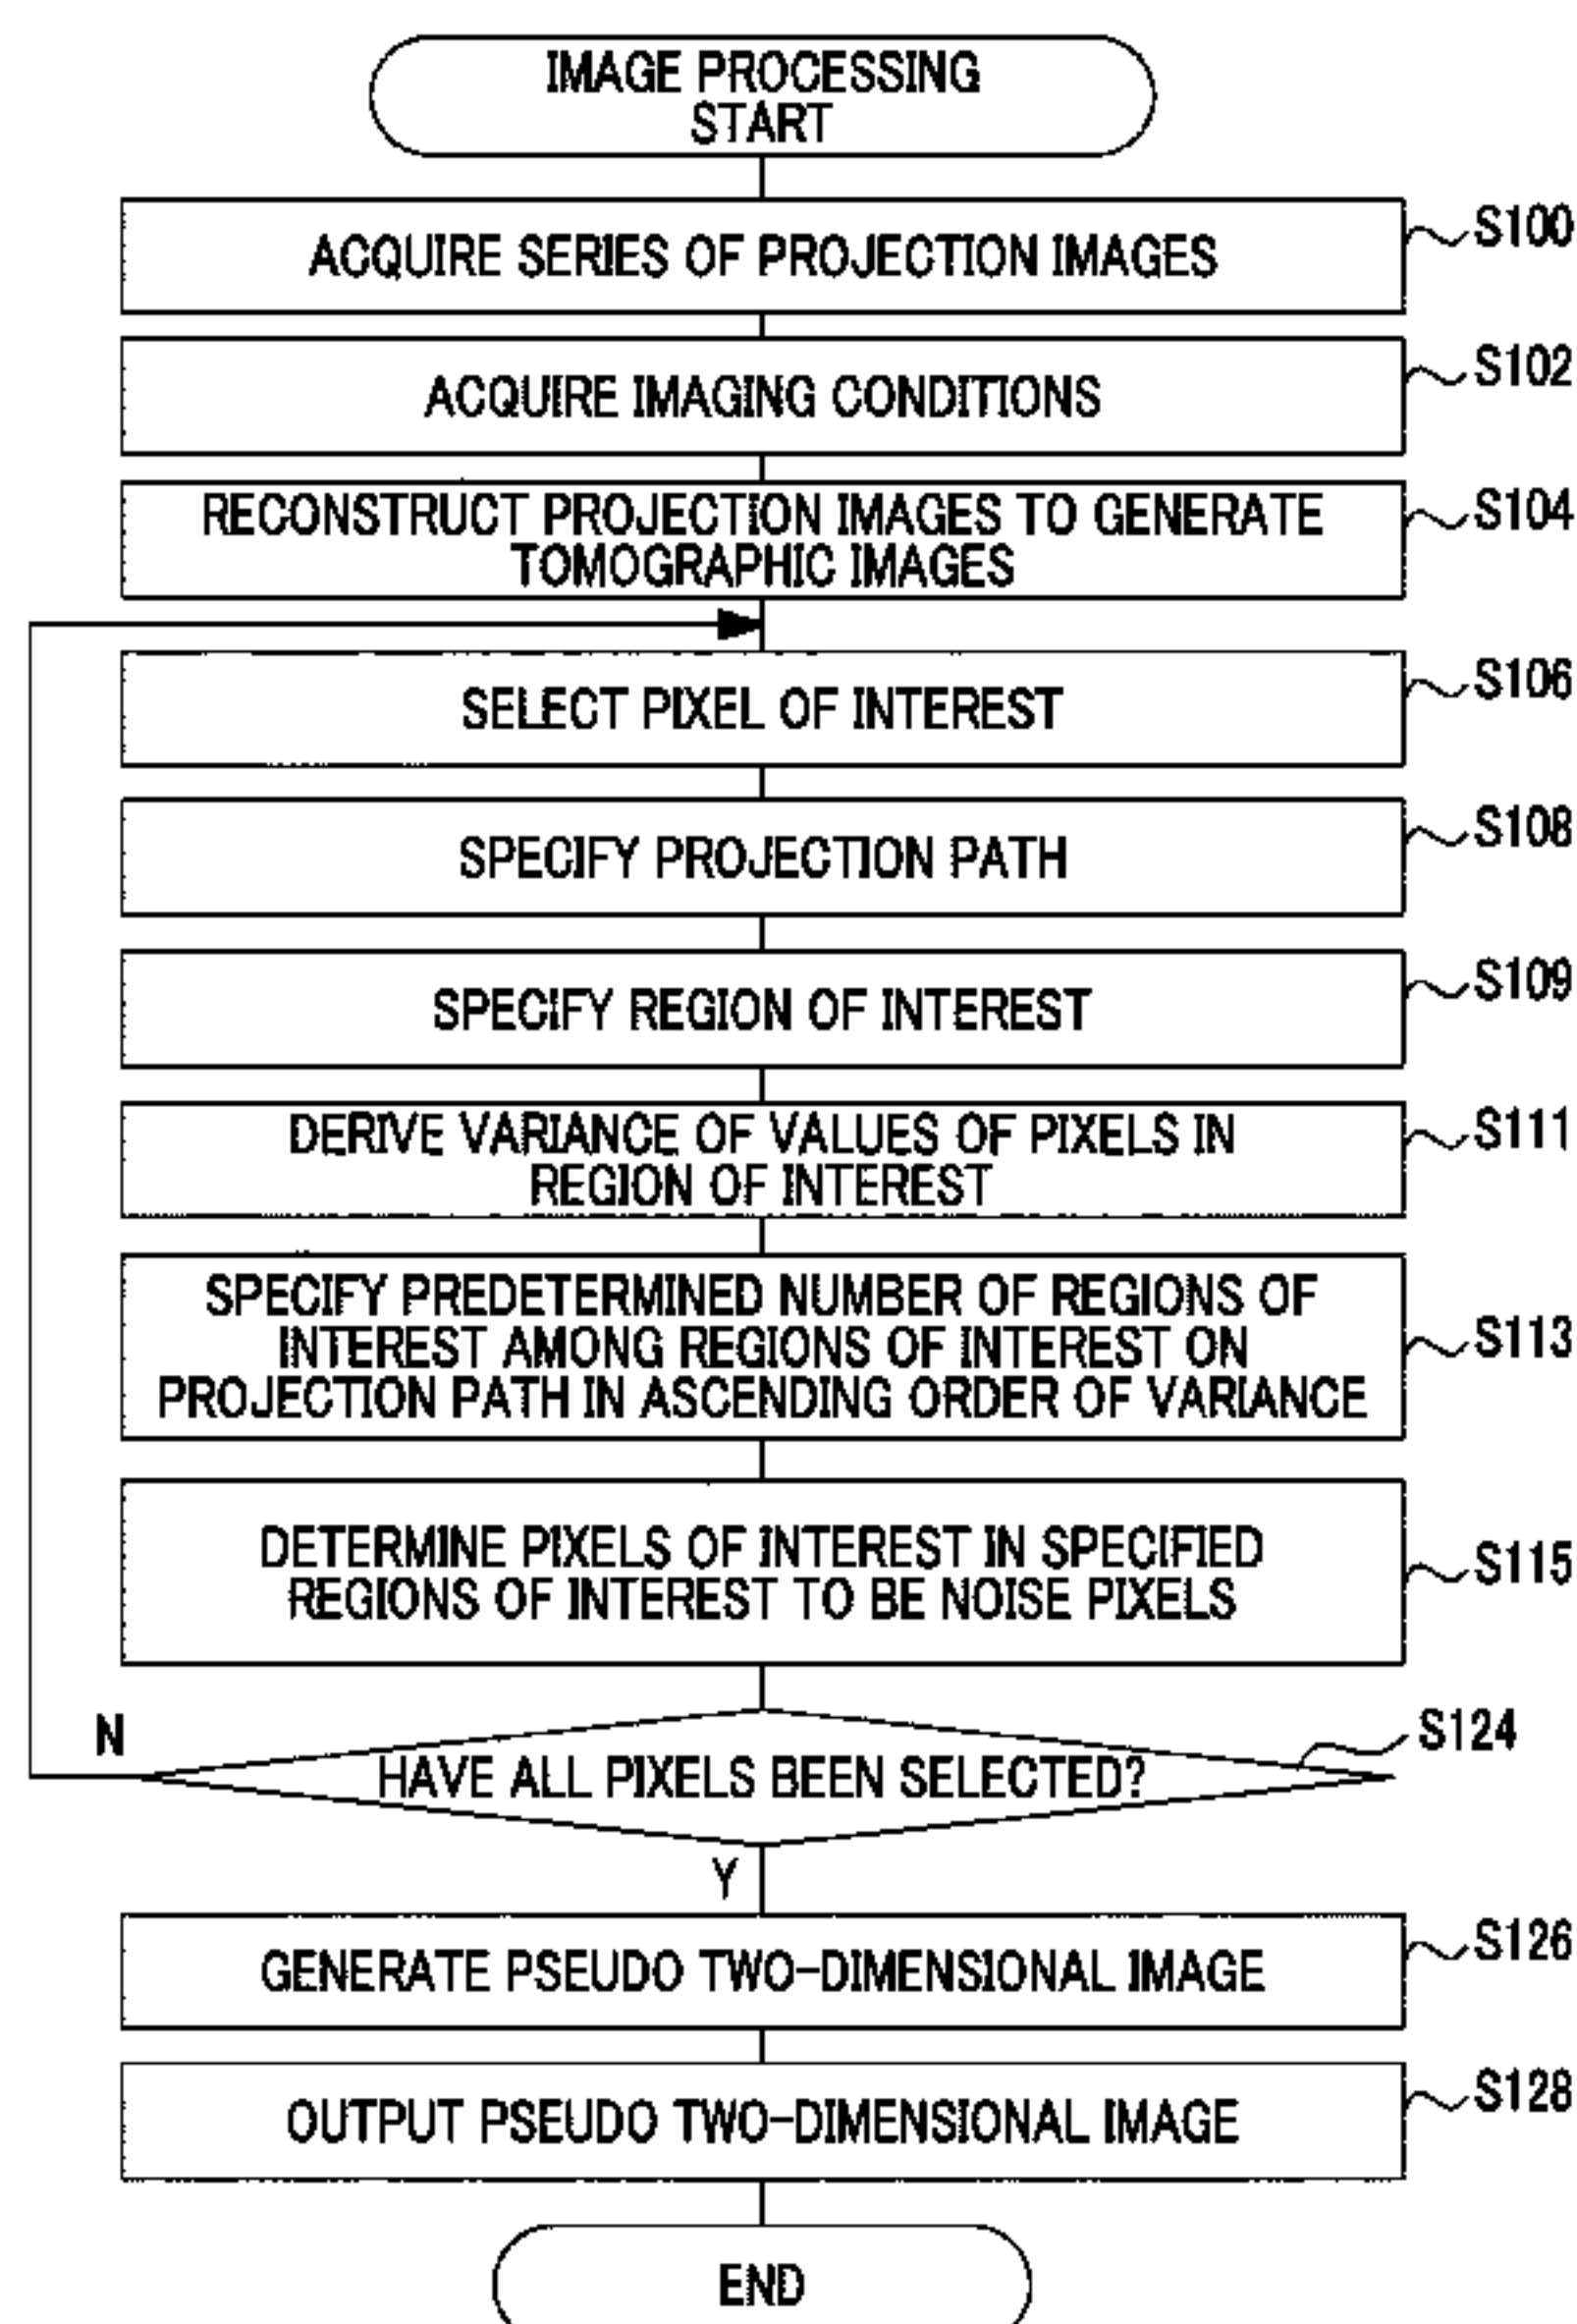 IMAGE PROCESSING
START
ACQUIRE SERIES OF PROJECTION IMAGES
S100
ACQUIRE IMAGING CONDITIONS
S102
RECONSTRUCT PROJECTION IMAGES TO GENERATE
TOMOGRAPHIC IMAGES
S104
SELECT PIXEL OF INTEREST
S106
SPECIFY PROJECTION PATH
S108
SPECIFY REGION OF INTEREST
S109
DERIVE VARIANCE OF VALUES OF PIXELS IN
REGION OF INTEREST
S111
SPECIFY PREDETERMINED NUMBER OF REGIONS OF
INTEREST AMONG REGIONS OF INTEREST ON
PROJECTION PATH IN ASCENDING ORDER OF VARIANCE
S113
DETERMINE PIXELS OF INTEREST IN SPECIFIED
REGIONS OF INTEREST TO BE NOISE PIXELS
S115
N
HAVE ALL PIXELS BEEN SELECTED?
S124
Y
GENERATE PSEUDO TWO-DIMENSIONAL IMAGE
S126
OUTPUT PSEUDO TWO-DIMENSIONAL IMAGE
S128
END